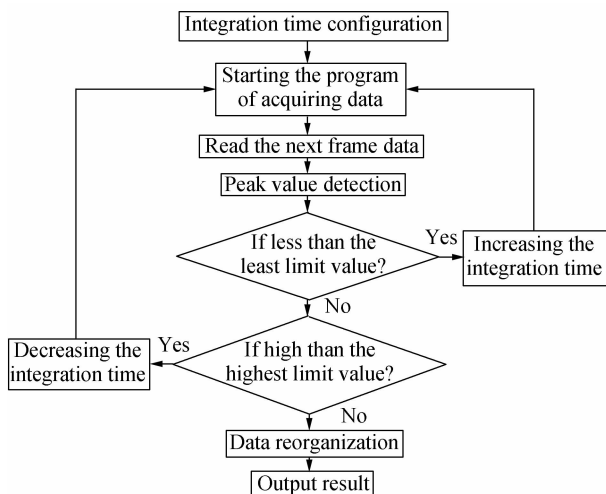 Integration time configuration
Starting the program
of acquiring data
Read the next frame data
Peak value detection
If less than the
least limit value?
Yes
Increasing the
integration time
No
Decreasing the
integration time
Yes
If high than the
highest limit value?
No
Data reorganization
Output result